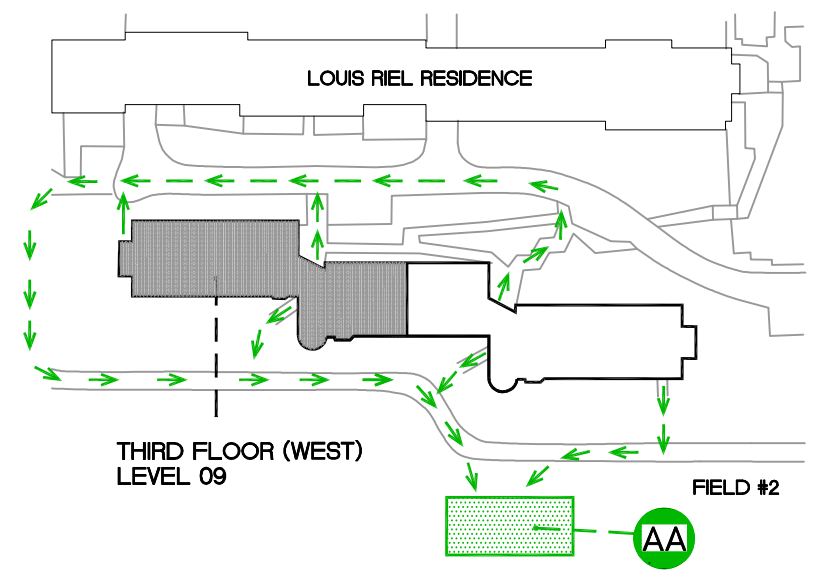 LOUIS RIEL RESIDENCE
THIRD FLOOR (WEST)
LEVEL 09
FIELD #2
AA